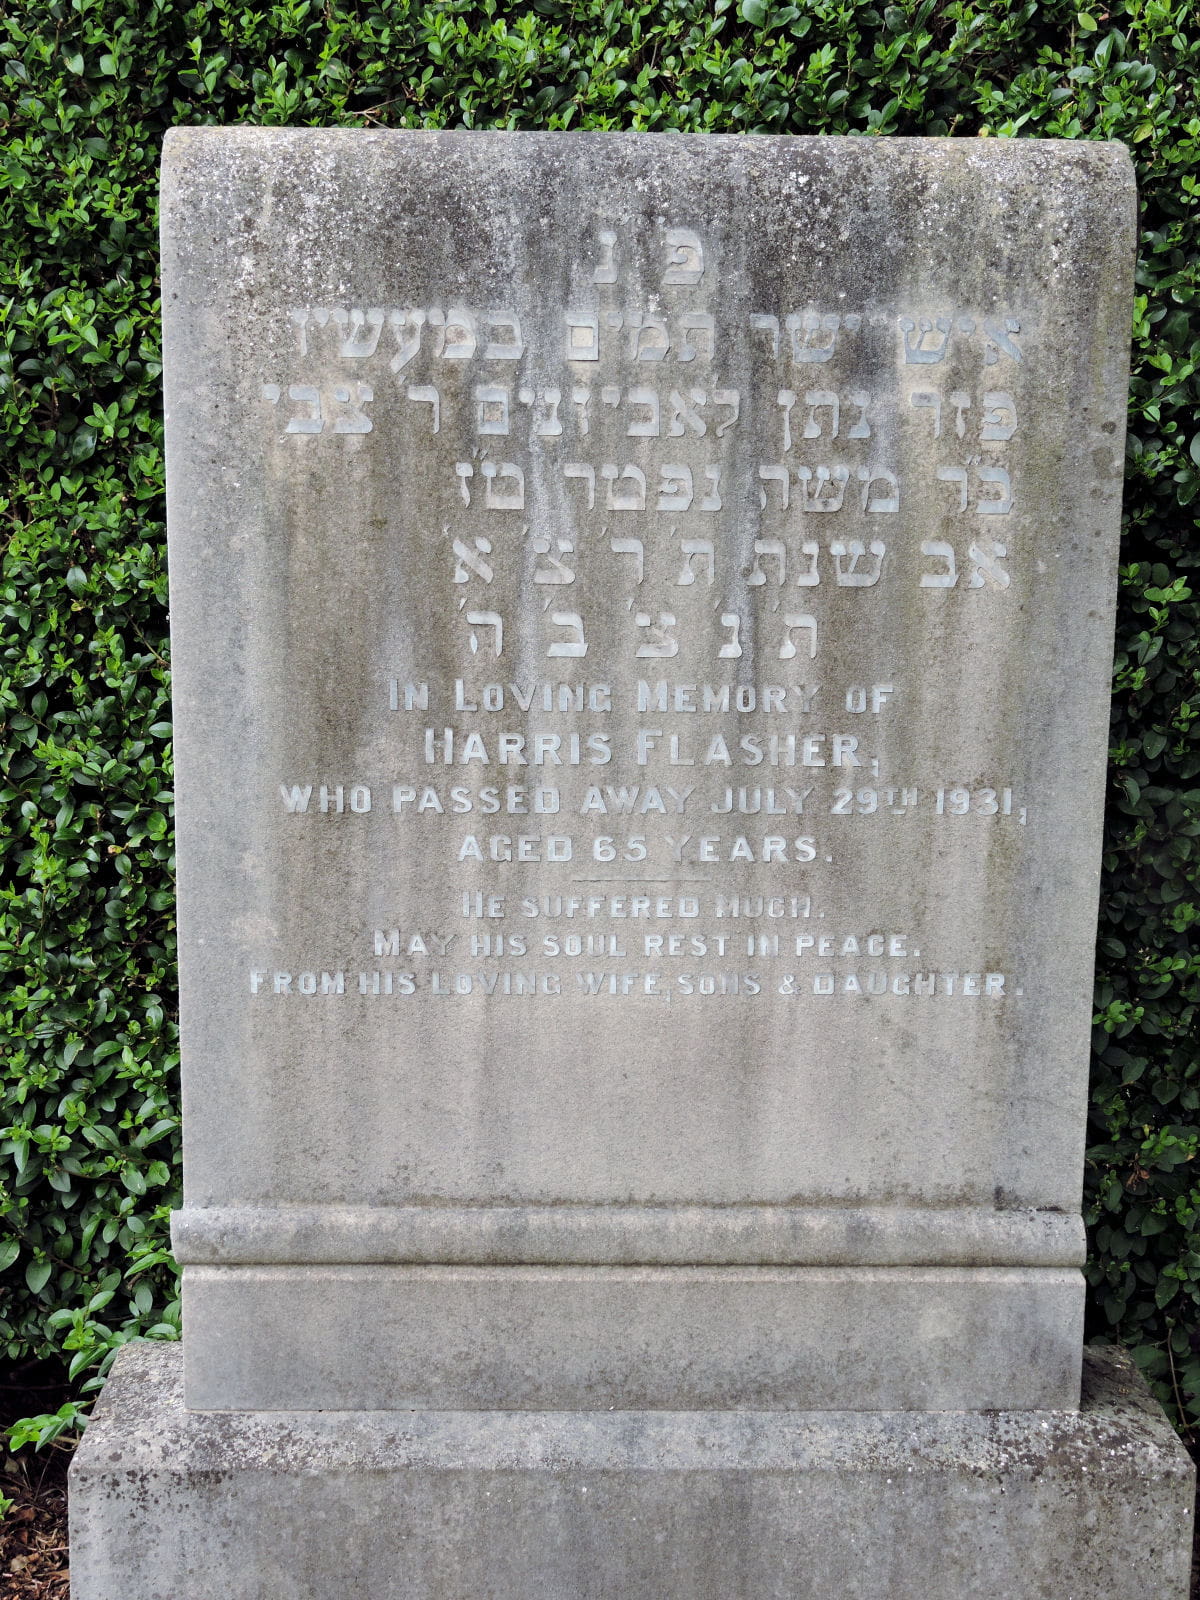 פ נ
איש ישר תמים במעשיו
פזר נתן לאביונים ר צבי
ב״ר משה נפטר ט״ז
אב שנת ת׳ר׳צ׳א׳
ת׳ נ׳ צ׳ ב׳ ה׳
IN LOVING MEMORY OF
HARRIS FLASHER,
WHO PASSED AWAY JULY 29TH 1931,
AGED 65 YEARS.
HE SUFFERED MUCH.
MAY HIS SOUL REST IN PEACE.
FROM HIS LOVING WIFE, SONS & DAUGHTER.